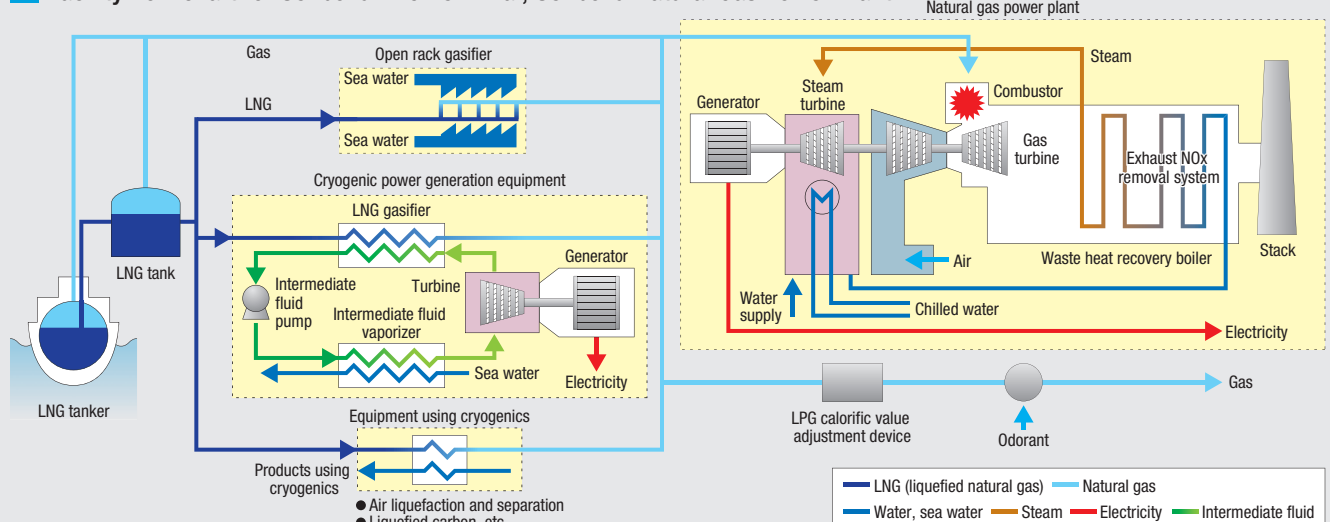 Natural gas power plant
Gas
Open rack gasifier
Sea water
LNG
Sea water
Steam
Combustor
Steam
turbine
Generator
Gas
turbine
Exhaust NOx
removal system
Stack
Waste heat recovery boiler
Air
Water
supply
Chilled water
Electricity
Cryogenic power generation equipment
LNG gasifier
Generator
Turbine
Intermediate
fluid
pump
Intermediate fluid
vaporizer
Sea water
Electricity
LNG tank
LNG tanker
Equipment using cryogenics
Products using
cryogenics
● Air liquefaction and separation
LPG calorific value
adjustment device
Odorant
Gas
LNG (liquefied natural gas)
Natural gas
Water, sea water
Steam
Electricity
Intermediate fluid